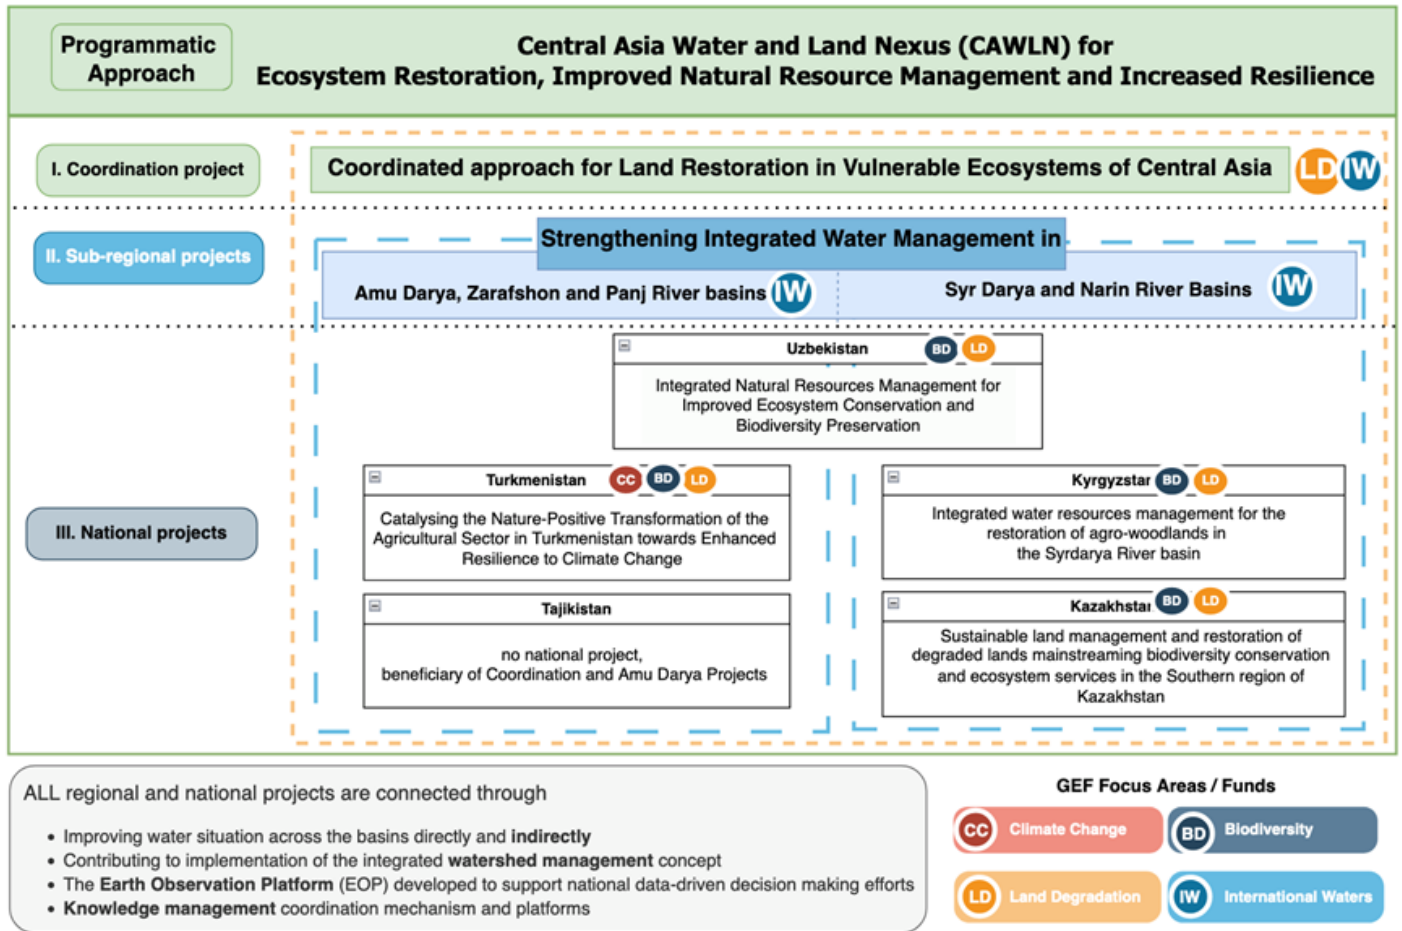 Programmatic
Approach
Central Asia Water and Land Nexus (CAWLN) for
Ecosystem Restoration, Improved Natural Resource Management and Increased Resilience
I. Coordination project
Coordinated approach for Land Restoration in Vulnerable Ecosystems of Central Asia
LD
IW
II. Sub-regional projects
Strengthening Integrated Water Management in
Amu Darya, Zarafshon and Panj River basins
IW
Syr Darya and Narin River Basins
IW
III. National projects
Uzbekistan
BD
LD
Integrated Natural Resources Management for
Improved Ecosystem Conservation and
Biodiversity Preservation
Turkmenistan
CC
BD
LD
Catalysing the Nature-Positive Transformation of the
Agricultural Sector in Turkmenistan towards Enhanced
Resilience to Climate Change
Tajikistan
no national project,
beneficiary of Coordination and Amu Darya Projects
Kyrgyzstan
BD
LD
Integrated water resources management for the
restoration of agro-woodlands in
the Syrdarya River basin
Kazakhstan
BD
LD
Sustainable land management and restoration of
degraded lands mainstreaming biodiversity conservation
and ecosystem services in the Southern region of
Kazakhstan
ALL regional and national projects are connected through
• Improving water situation across the basins directly and indirectly
• Contributing to implementation of the integrated watershed management concept
• The Earth Observation Platform (EOP) developed to support national data-driven decision making efforts
• Knowledge management coordination mechanism and platforms
GEF Focus Areas / Funds
CC Climate Change
BD Biodiversity
LD Land Degradation
IW International Waters